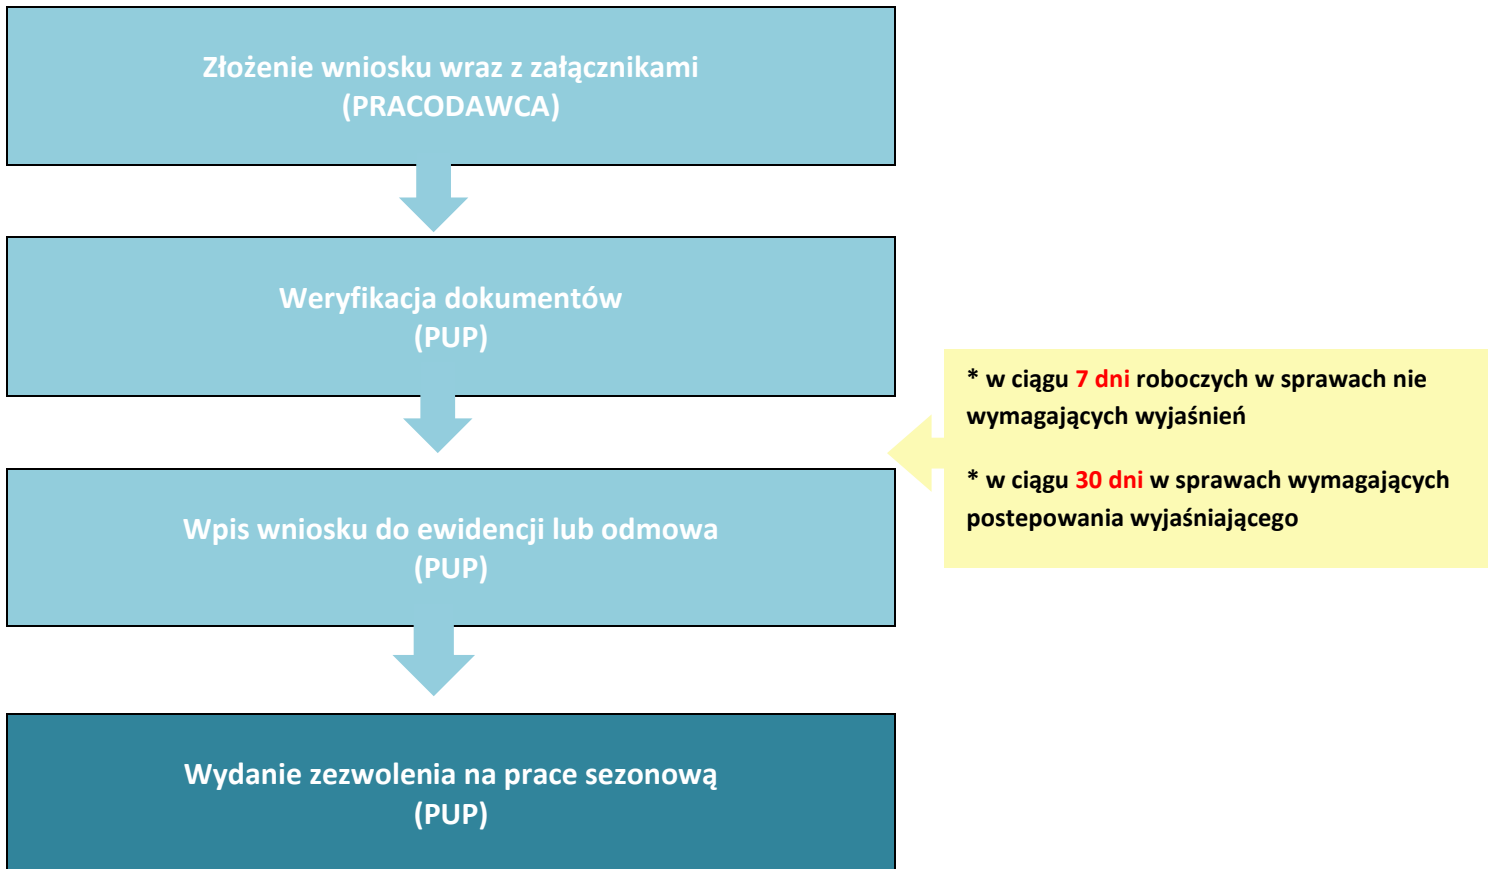 Złożenie wniosku wraz z załącznikami
(PRACODAWCA)
Weryfikacja dokumentów
(PUP)
* w ciągu 7 dni roboczych w sprawach nie
wymagających wyjaśnień
* w ciągu 30 dni w sprawach wymagających
postepowania wyjaśniającego
Wpis wniosku do ewidencji lub odmowa
(PUP)
Wydanie zezwolenia na prace sezonową
(PUP)